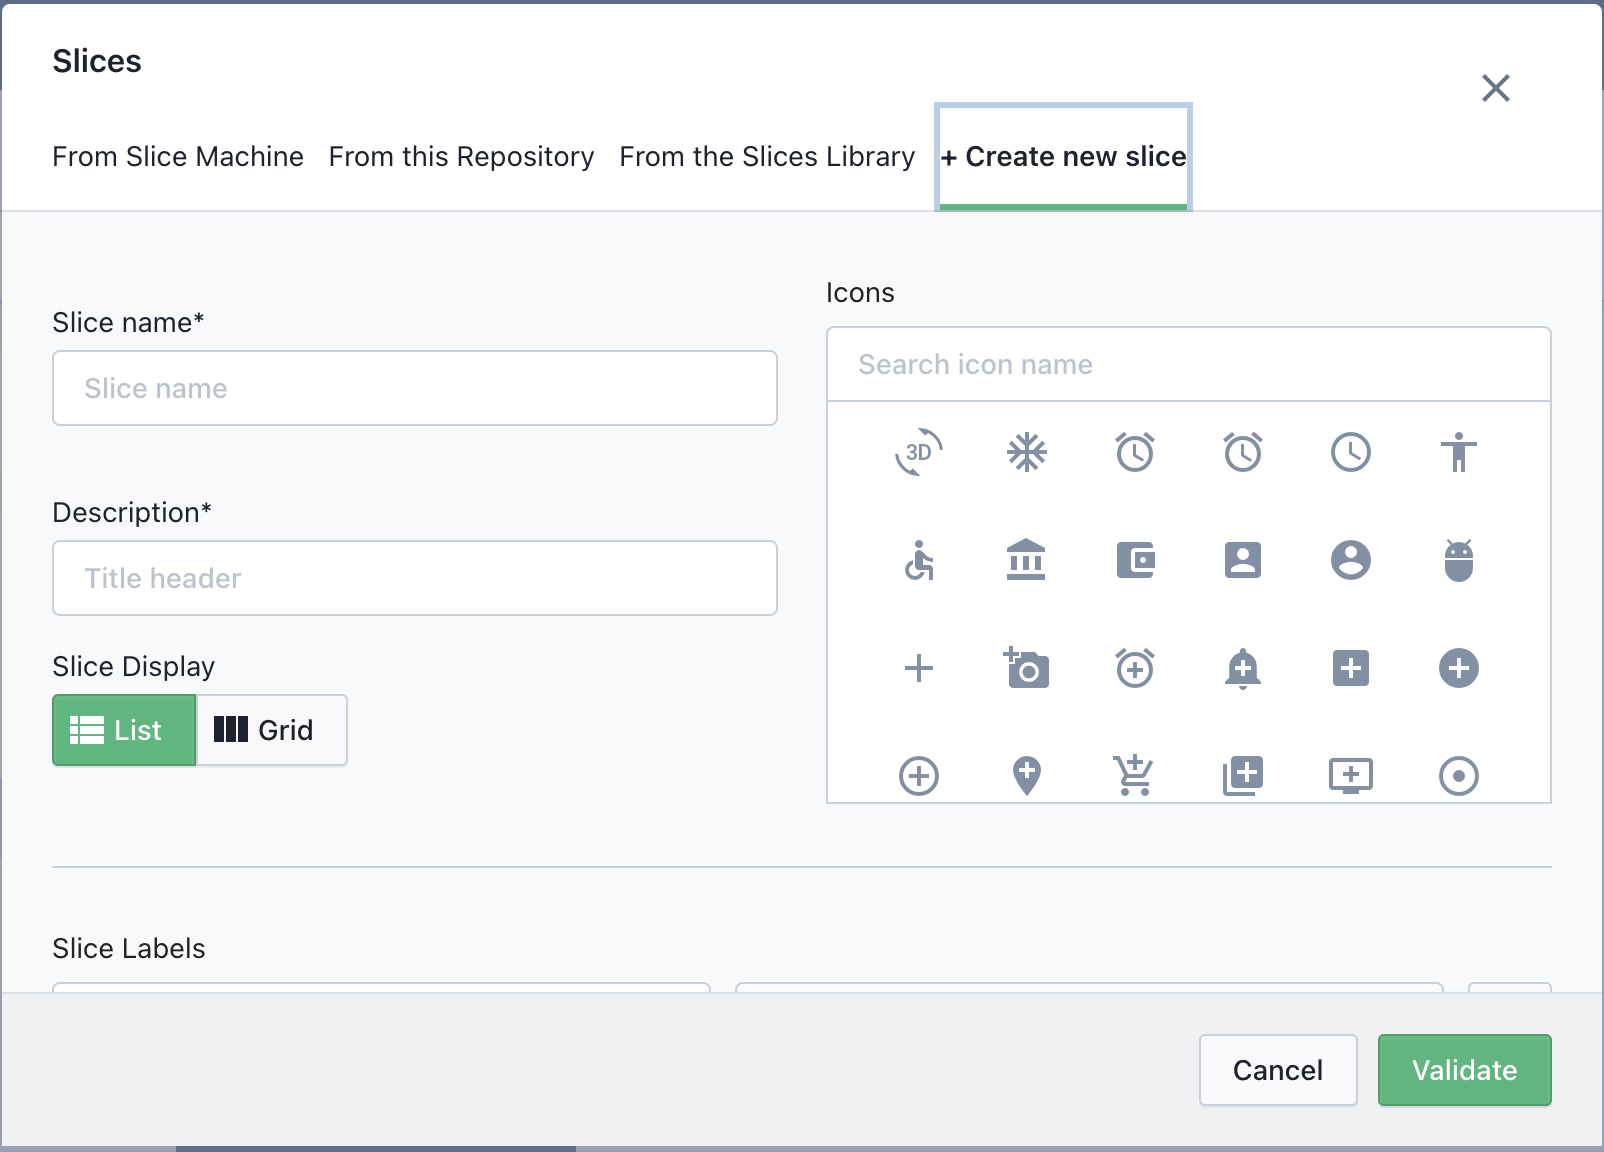 Slices
From Slice Machine From this Repository From the Slices Library + Create new slice
Slice name*
Slice name
Description*
Title header
Slice Display
List Grid
Icons
Search icon name
3D
Slice Labels
Cancel Validate